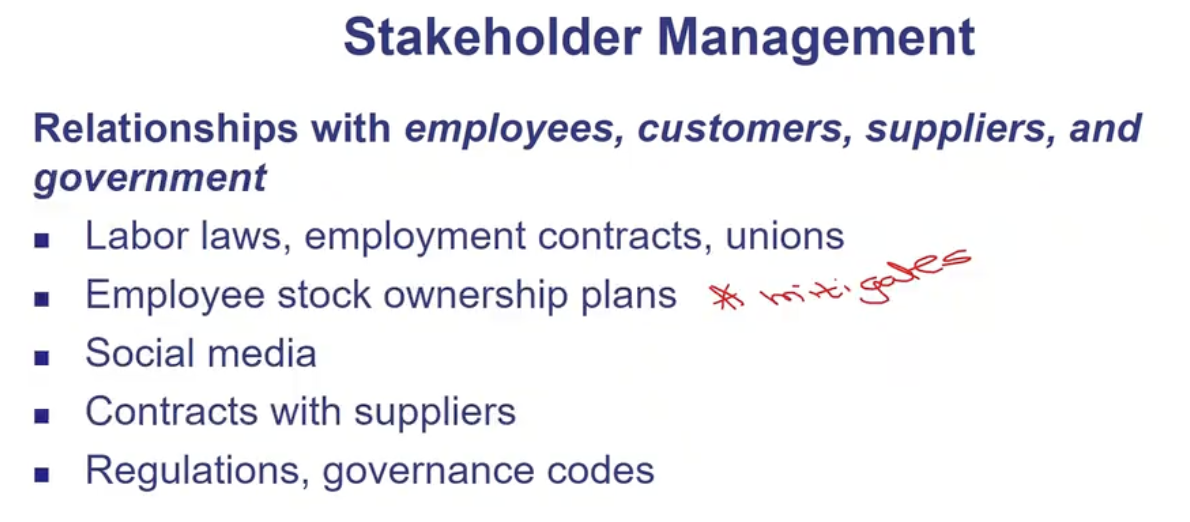 Stakeholder Management
Relationships with employees, customers, suppliers, and
government
▪ Labor laws, employment contracts, unions
▪ Employee stock ownership plans * mitigates
▪ Social media
▪ Contracts with suppliers
▪ Regulations, governance codes